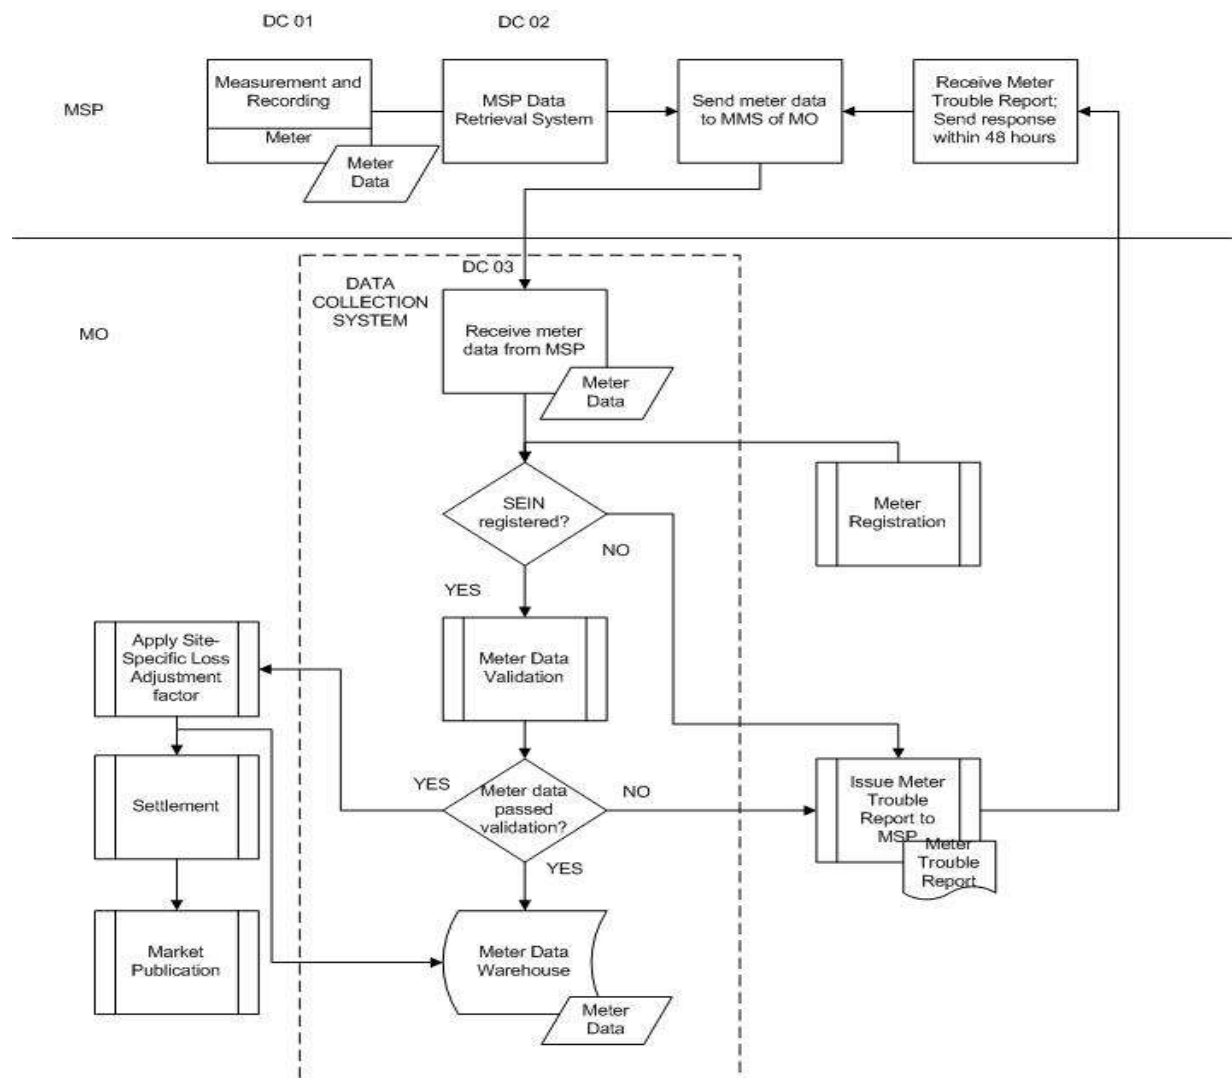 DC 01
DC 02
MSP
Measurement and
Recording
Meter
Meter
Data
MSP Data
Retrieval System
Send meter data
to MMS of MO
Receive Meter
Trouble Report;
Send response
within 48 hours
MO
DATA
COLLECTION
SYSTEM
DC 03
Receive meter
data from MSP
Meter
Data
SEIN
registered?
NO
YES
Meter
Registration
Apply Site-
Specific Loss
Adjustment
factor
Meter Data
Validation
Settlement
YES
Meter data
passed
validation?
NO
YES
Issue Meter
Trouble
Report to
MSP
Meter
Trouble
Report
Market
Publication
Meter Data
Warehouse
Meter
Data